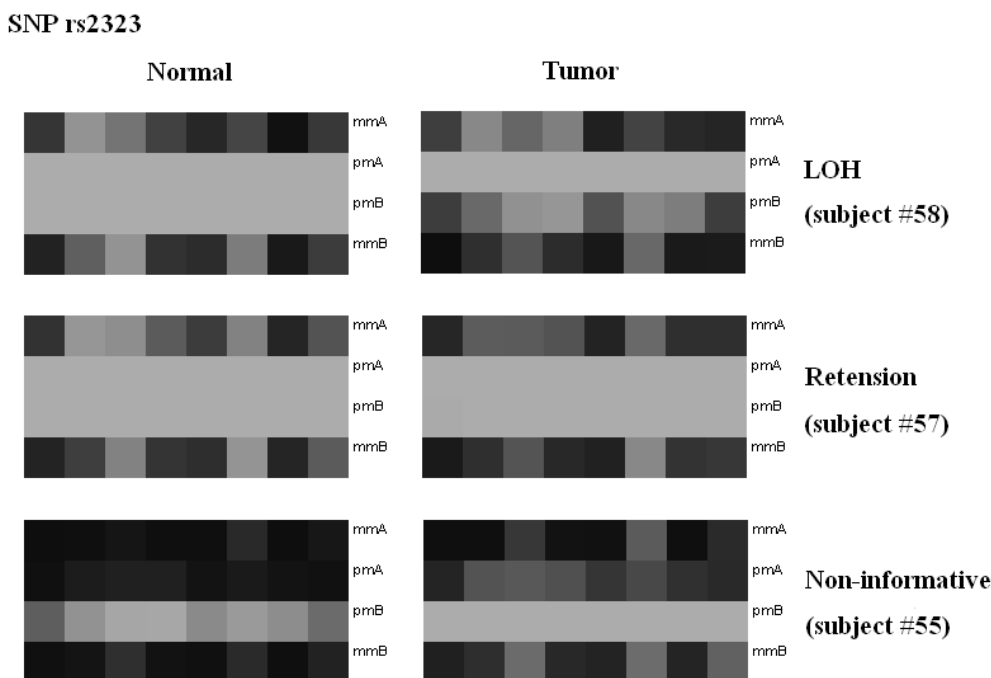 SNP rs2323
Normal Tumor
mmA mmA
pmA pmA
pmB pmB
mmB mmB
LOH
(subject #58)
mmA mmA
pmA pmA
pmB pmB
mmB mmB
Retension
(subject #57)
mmA mmA
pmA pmA
pmB pmB
mmB mmB
Non-informative
(subject #55)